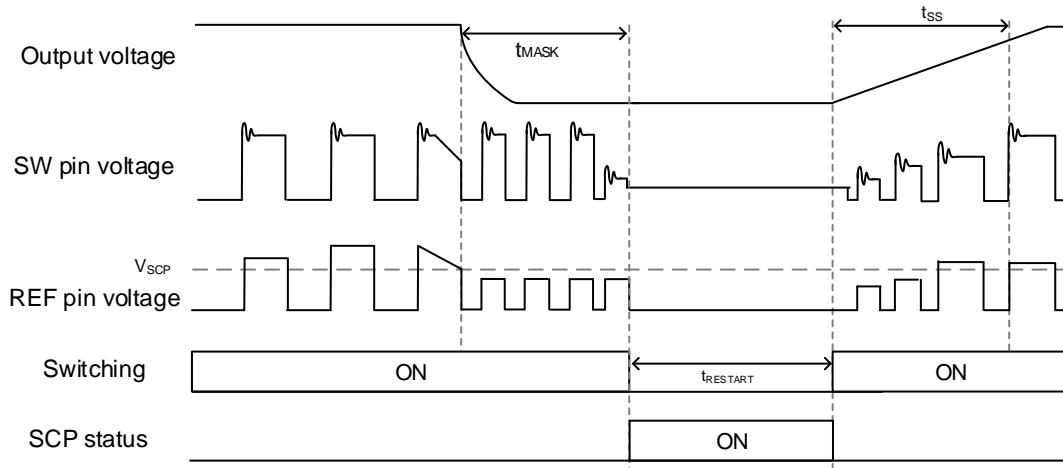 tSS
Output voltage
tMASK
SW pin voltage
VSCP
REF pin voltage
Switching
ON
tRESTART
ON
SCP status
ON